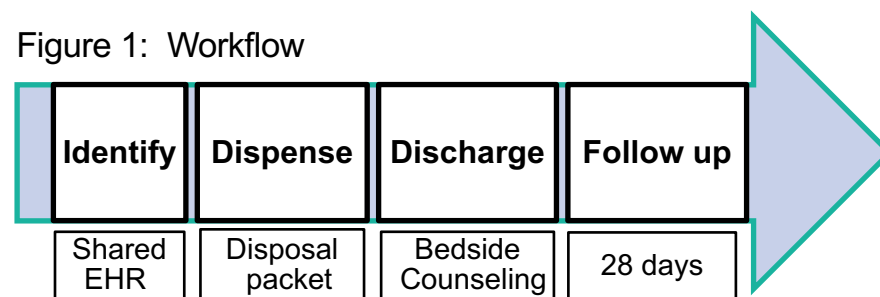 Figure 1: Workflow
Identify
Dispense
Discharge
Follow up
Shared
EHR
Disposal
packet
Bedside
Counseling
28 days